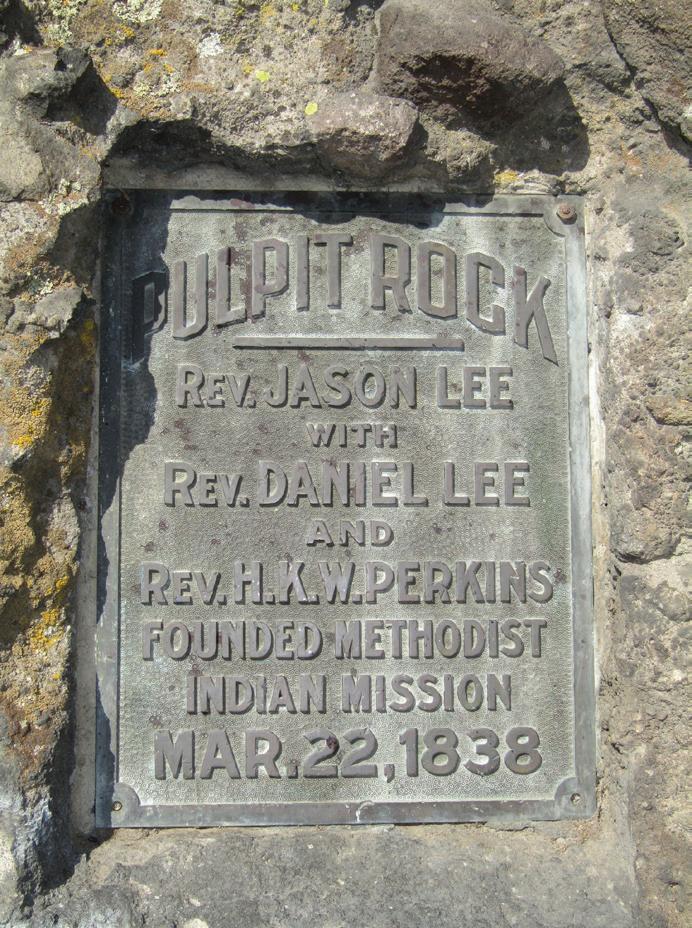 PULPIT ROCK
REV. JASON LEE
WITH
REV. DANIEL LEE
AND
REV. H.K.W. PERKINS
FOUNDED METHODIST
INDIAN MISSION
MAR. 22, 1838